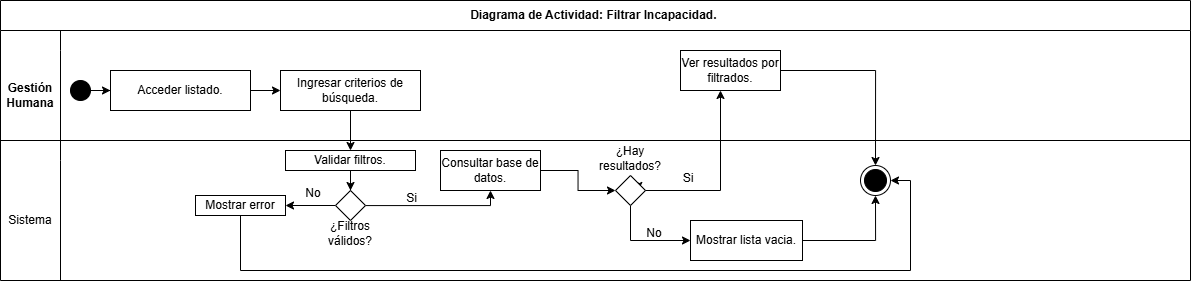 Diagrama de Actividad: Filtrar Incapacidad.
Gestión
Humana
Acceder listado.
Ingresar criterios de
búsqueda.
Ver resultados por
filtrados.
Sistema
Validar filtros.
No
Mostrar error
Si
¿Filtros
válidos?
Consultar base de
datos.
¿Hay
resultados?
Si
No
Mostrar lista vacia.